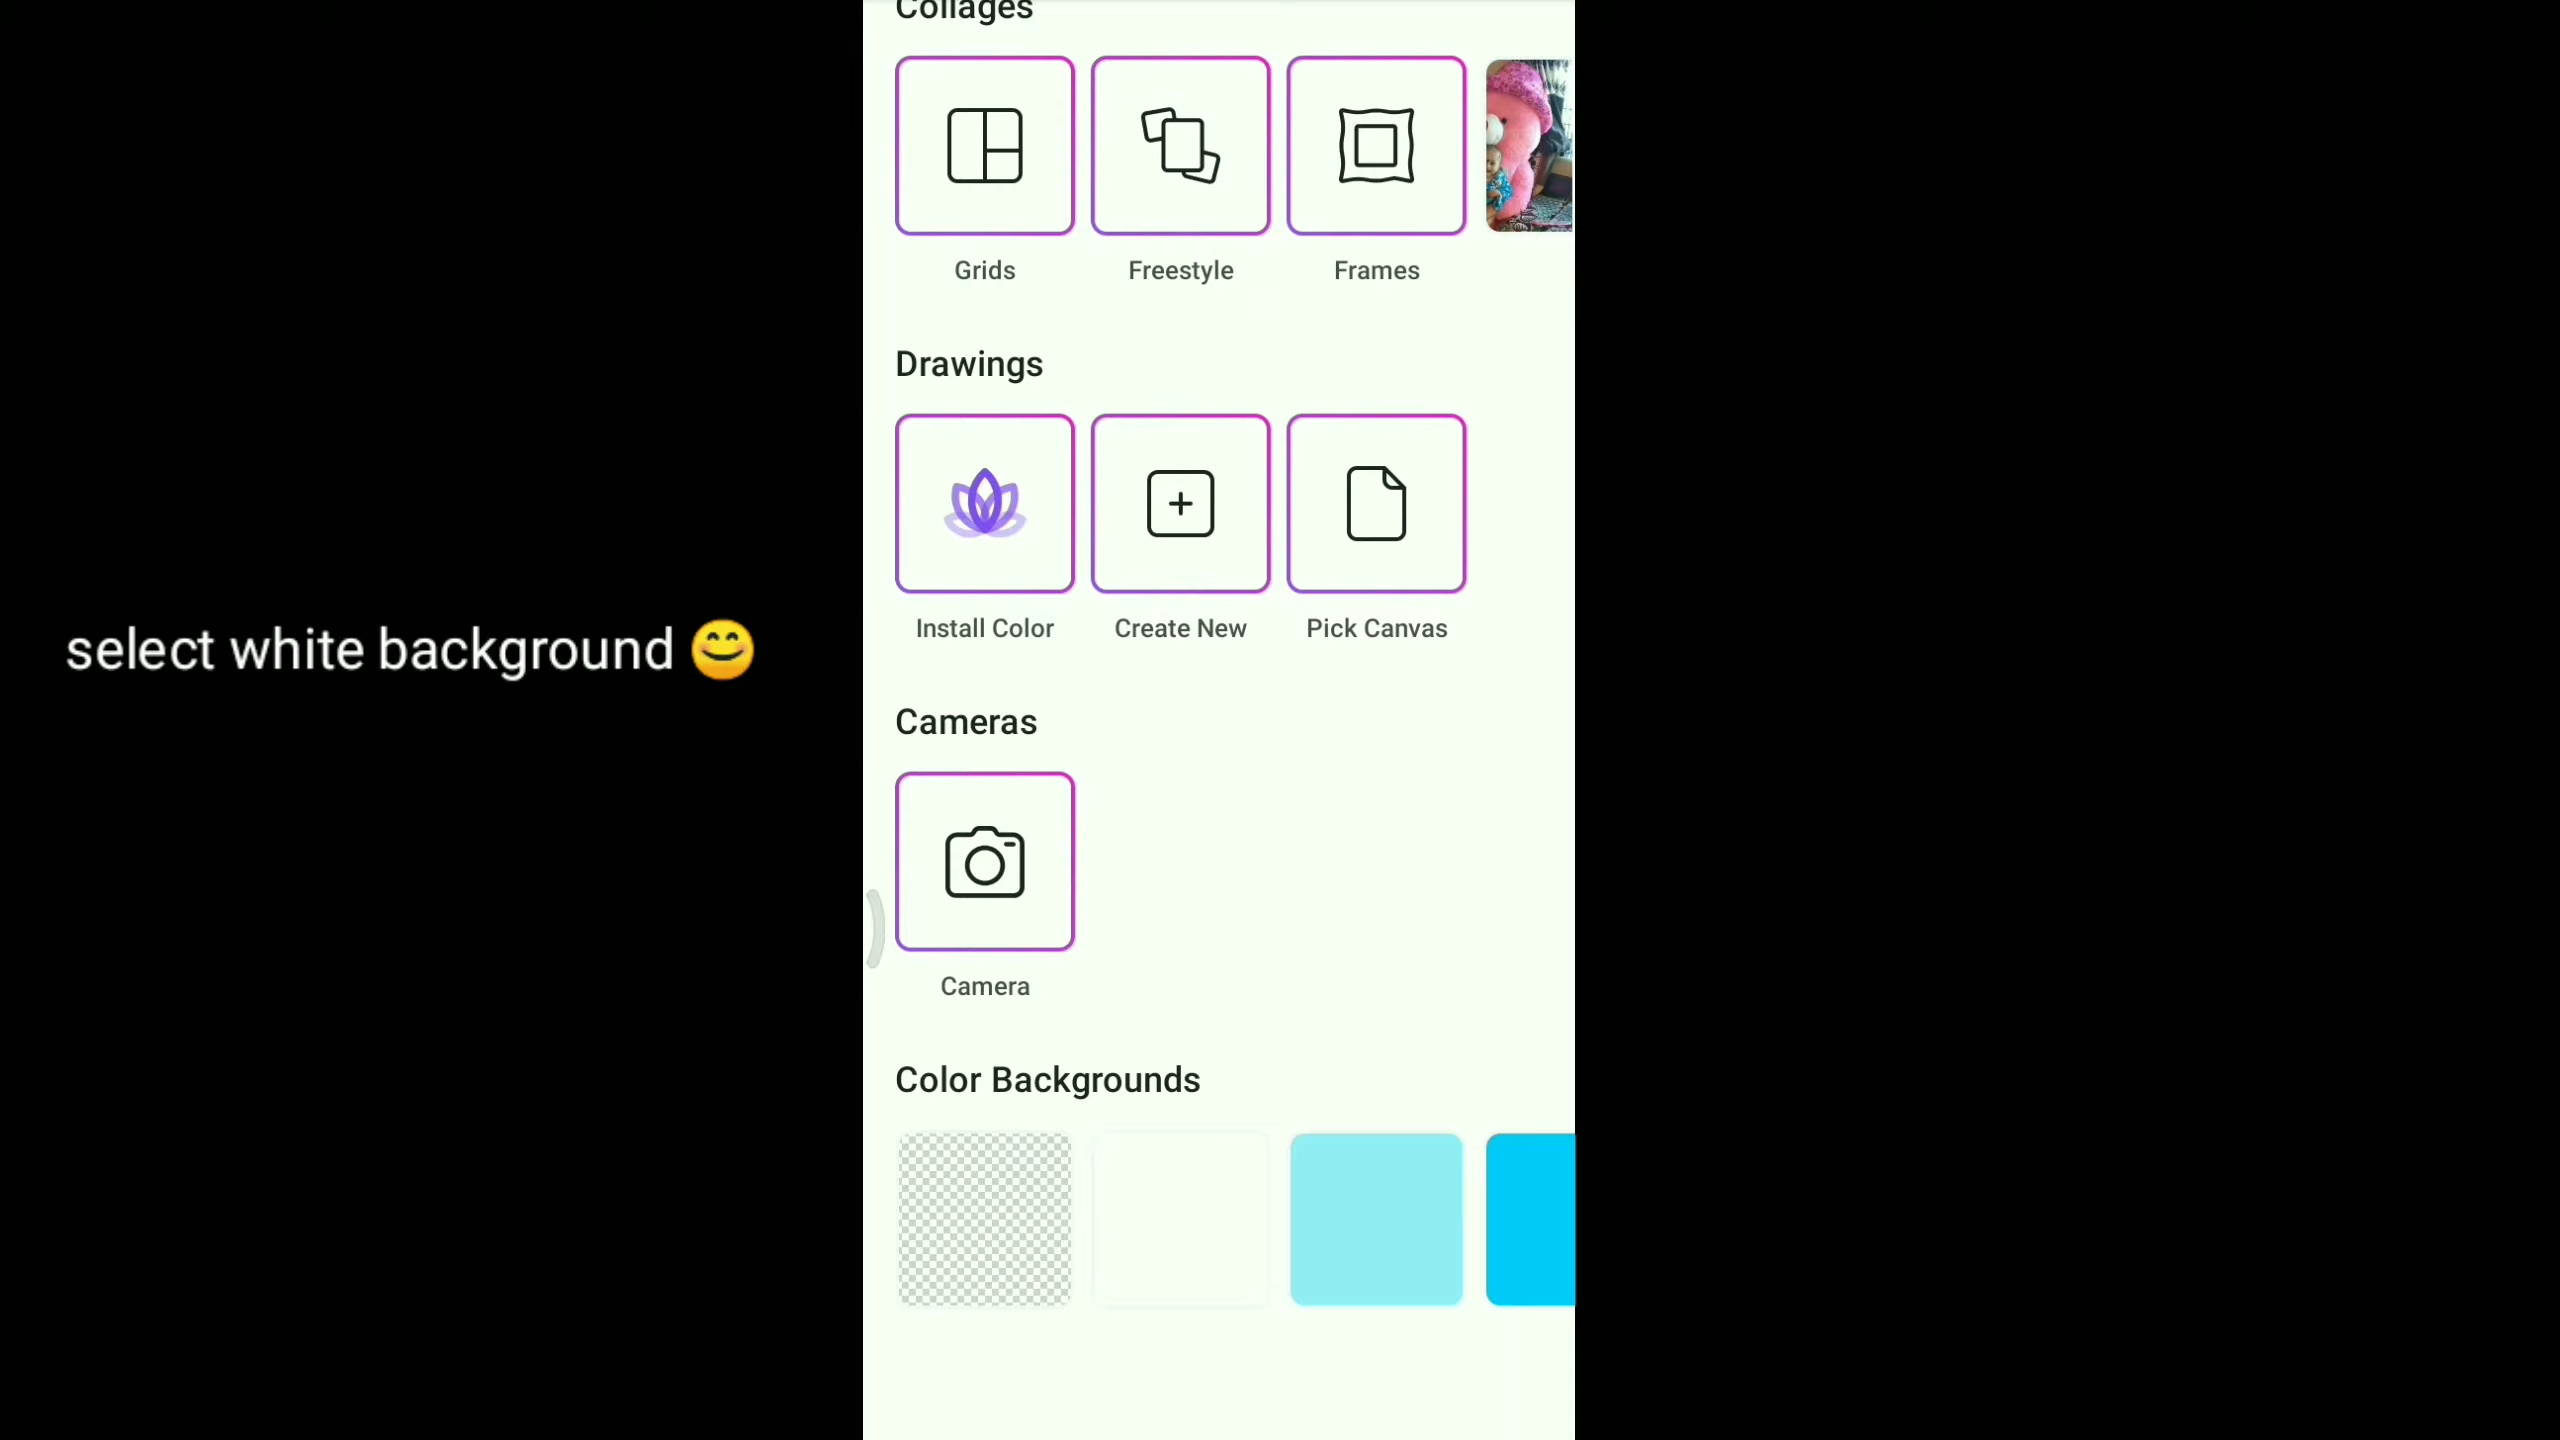 Collages
Grids
Freestyle
Frames
Drawings
Install Color
Create New
Pick Canvas
select white background 😊
Cameras
Camera
Color Backgrounds